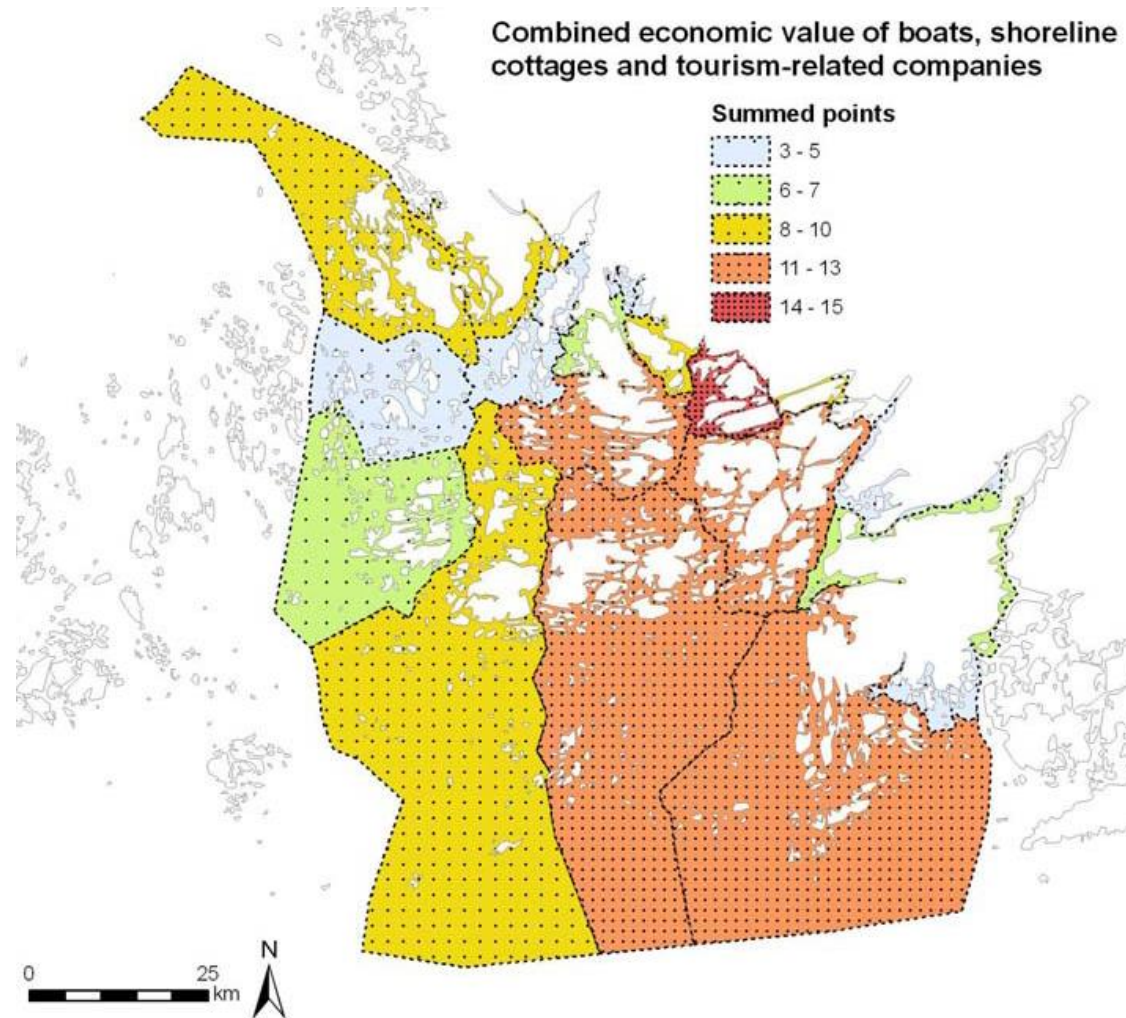 Combined economic value of boats, shoreline
cottages and tourism-related companies
Summed points
3 - 5
6 - 7
8 - 10
11 - 13
14 - 15
N
0 25
km